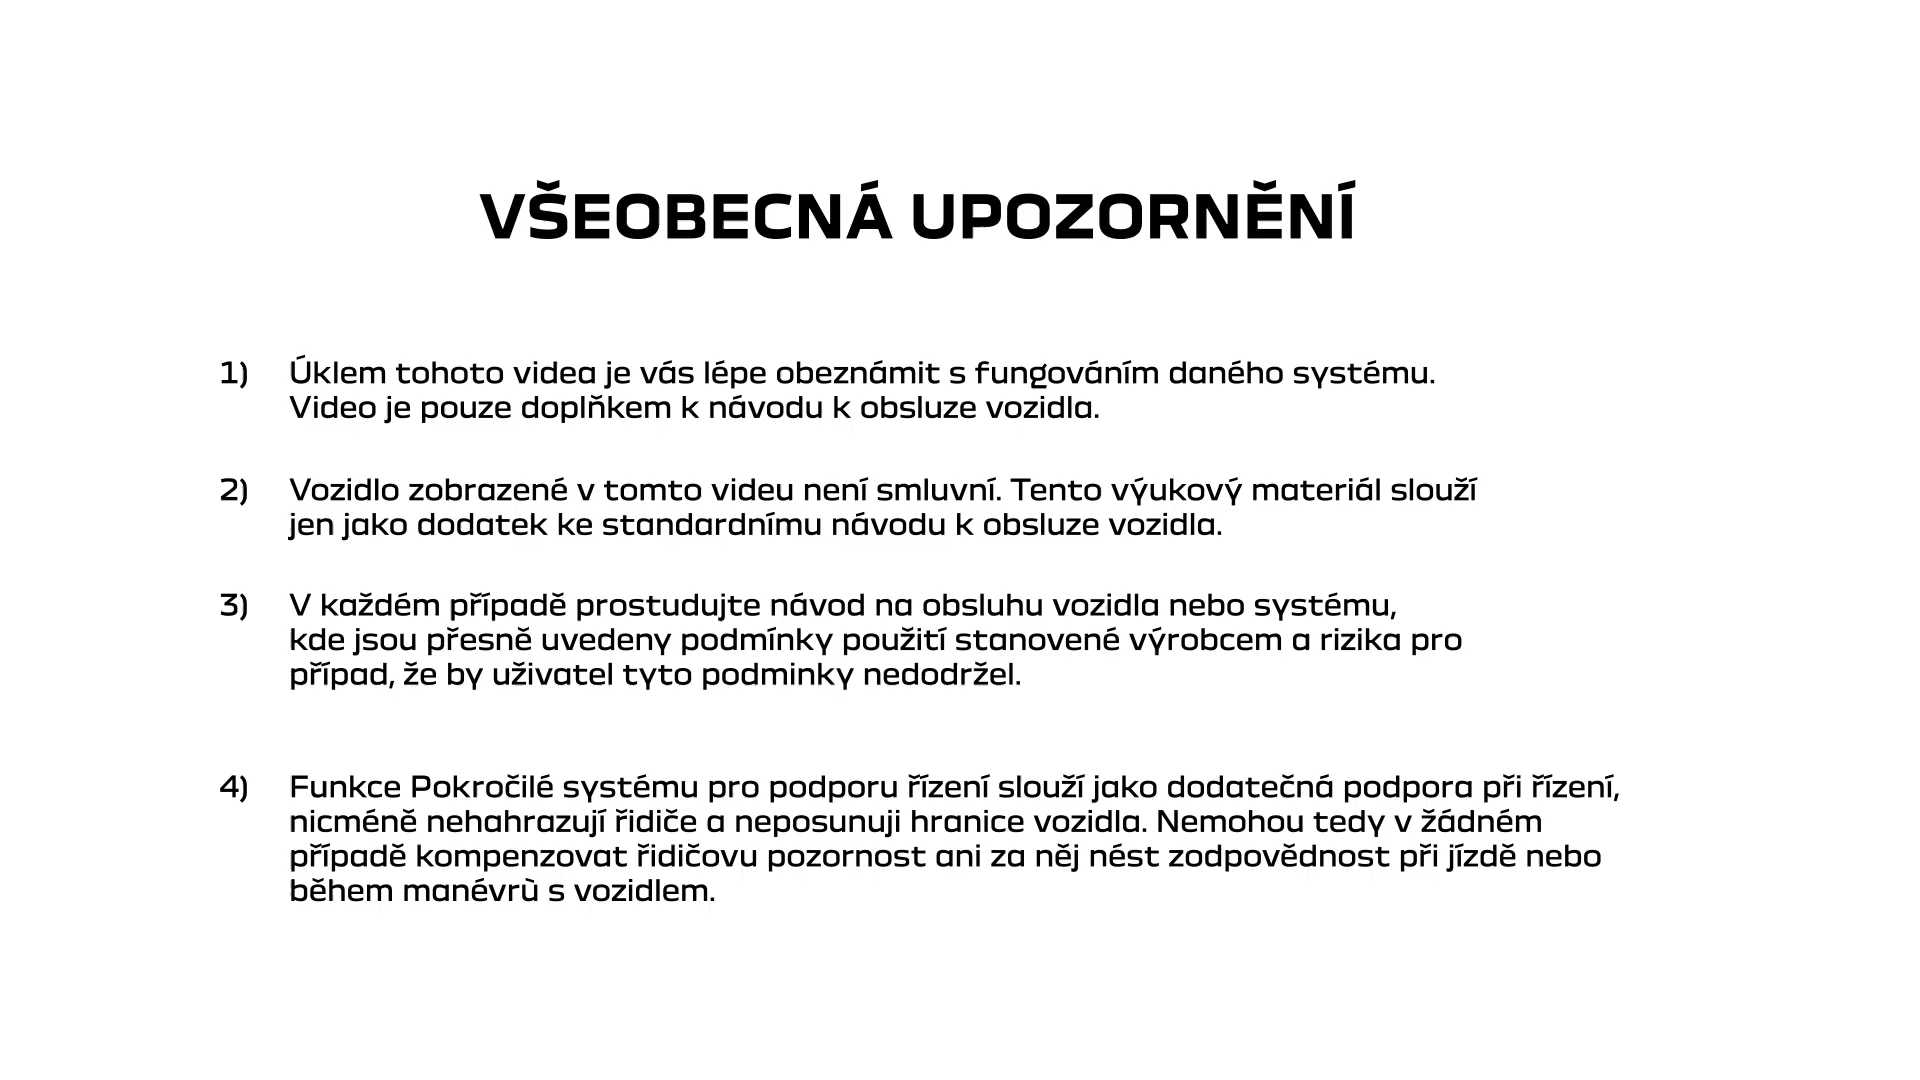 VŠEOBECNÁ UPOZORNĚNÍ
1) Úklem tohoto videa je vás lépe obeznámit s fungováním daného systému.
Video je pouze doplňkem k návodu k obsluze vozidla.
2) Vozidlo zobrazené v tomto videu není smluvní. Tento výukový materiál slouží
jen jako dodatek ke standardnímu návodu k obsluze vozidla.
3) V každém případě prostudujte návod na obsluhu vozidla nebo systému,
kde jsou přesně uvedeny podmínky použití stanovené výrobcem a rizika pro
případ, že by uživatel tyto podminky nedodržel.
4) Funkce Pokročilé systému pro podporu řízení slouží jako dodatečná podpora při řízení,
nicméně nehahrazují řidiče a neposunuji hranice vozidla. Nemohou tedy v žádném
případě kompenzovat řidičovu pozornost ani za něj nést zodpovědnost při jízdě nebo
během manévrù s vozidlem.